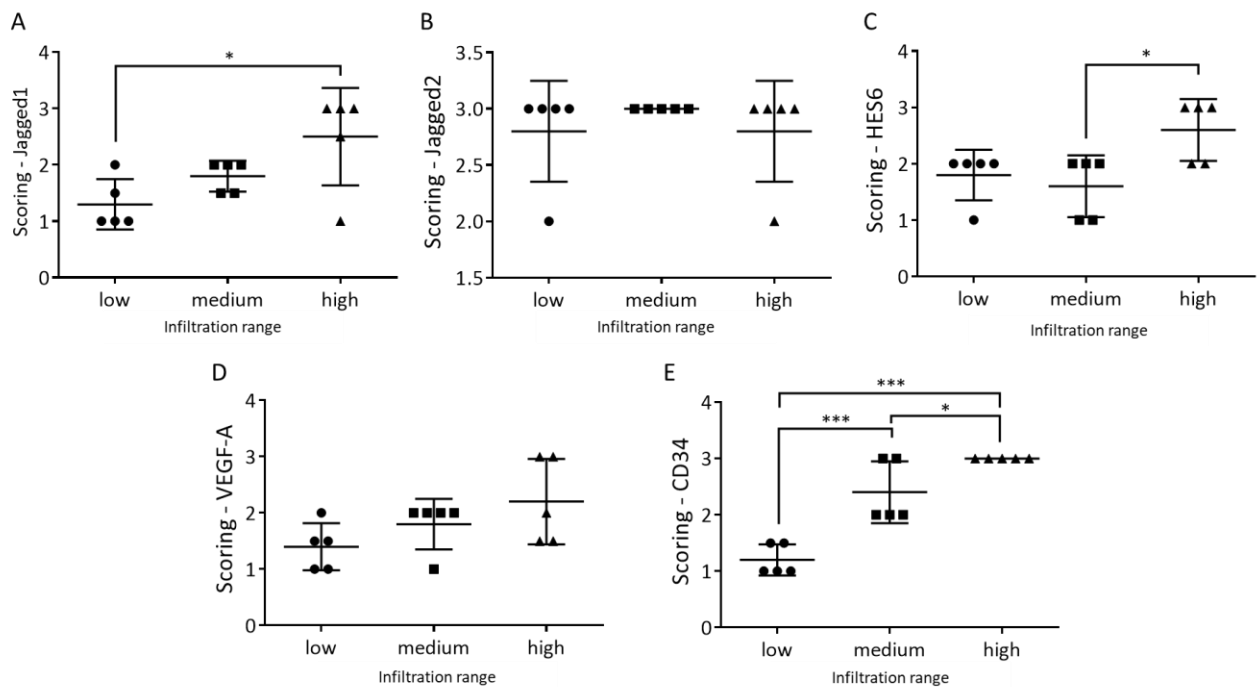 A
Scoring - Jagged1
4
3
2
1
0
*
low medium high
Infiltration range
B
Scoring - Jagged2
3.5
3.0
2.5
2.0
1.5
low medium high
Infiltration range
C
Scoring - HES6
4
3
2
1
0
*
low medium high
Infiltration range
D
Scoring - VEGF-A
4
3
2
1
0
low medium high
Infiltration range
E
Scoring - CD34
4
3
2
1
0
***
***
*
low medium high
Infiltration range